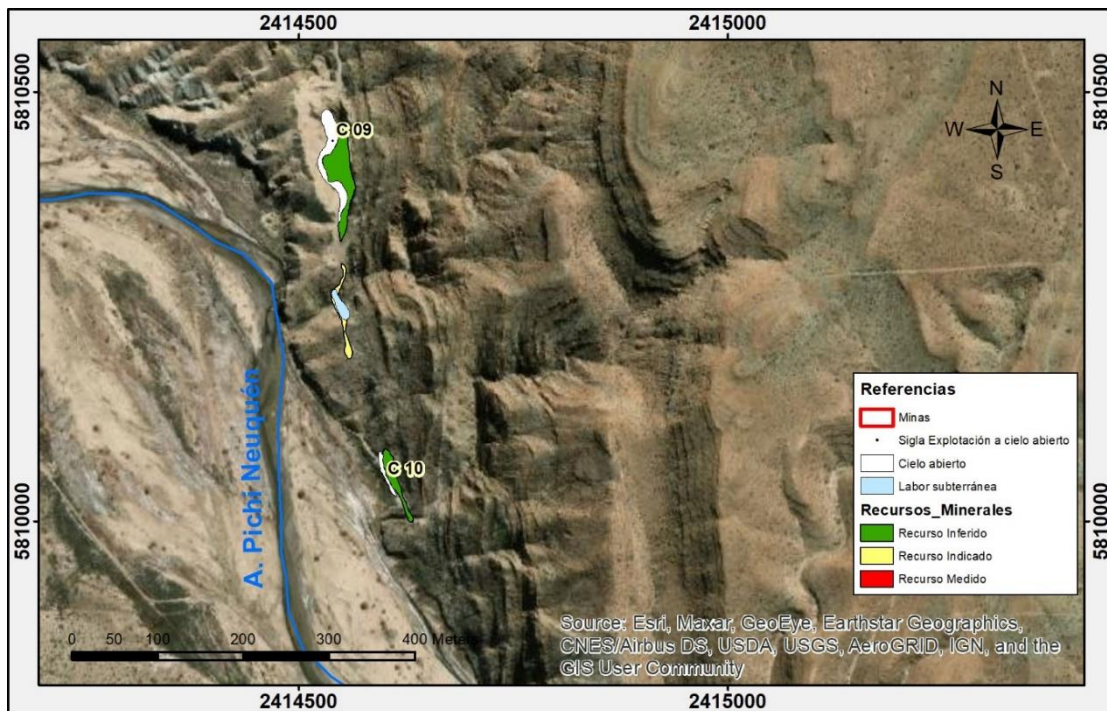 2414500
2415000
5810500
5810500
N
W
E
S
C 09
C 10
A. Pichi Neuquén
5810000
5810000
Referencias
Minas
Sigla Explotación a cielo abierto
Cielo abierto
Labor subterránea
Recursos_Minerales
Recurso Inferido
Recurso Indicado
Recurso Medido
0 50 100 200 300 400 Meters
Source: Esri, Maxar, GeoEye, Earthstar Geographics,
CNES/Airbus DS, USDA, USGS, AeroGRID, IGN, and the
GIS User Community
2414500
2415000